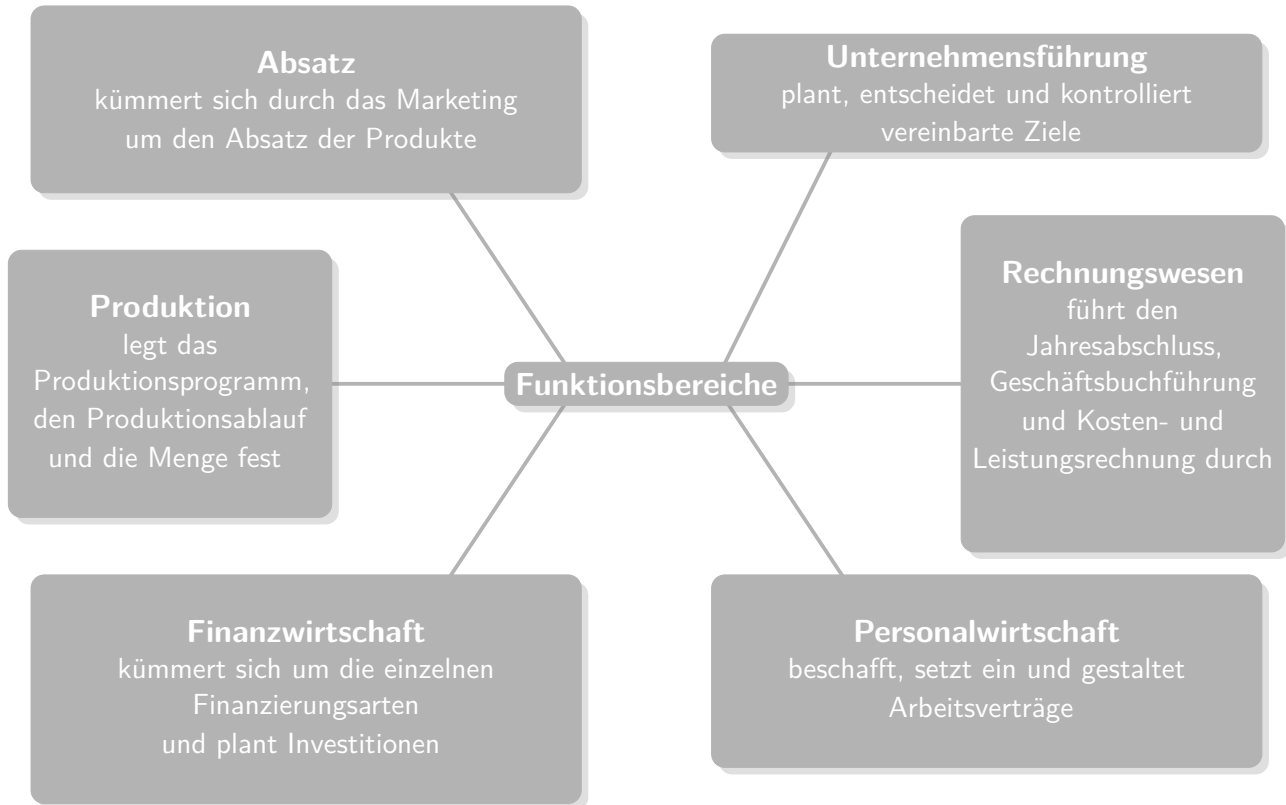 Absatz
kümmert sich durch das Marketing
um den Absatz der Produkte
Unternehmensführung
plant, entscheidet und kontrolliert
vereinbarte Ziele
Produktion
legt das
Produktionsprogramm,
den Produktionsablauf
und die Menge fest
Funktionsbereiche
Rechnungswesen
führt den
Jahresabschluss,
Geschäftsbuchführung
und Kosten- und
Leistungsrechnung durch
Finanzwirtschaft
kümmert sich um die einzelnen
Finanzierungsarten
und plant Investitionen
Personalwirtschaft
beschafft, setzt ein und gestaltet
Arbeitsverträge